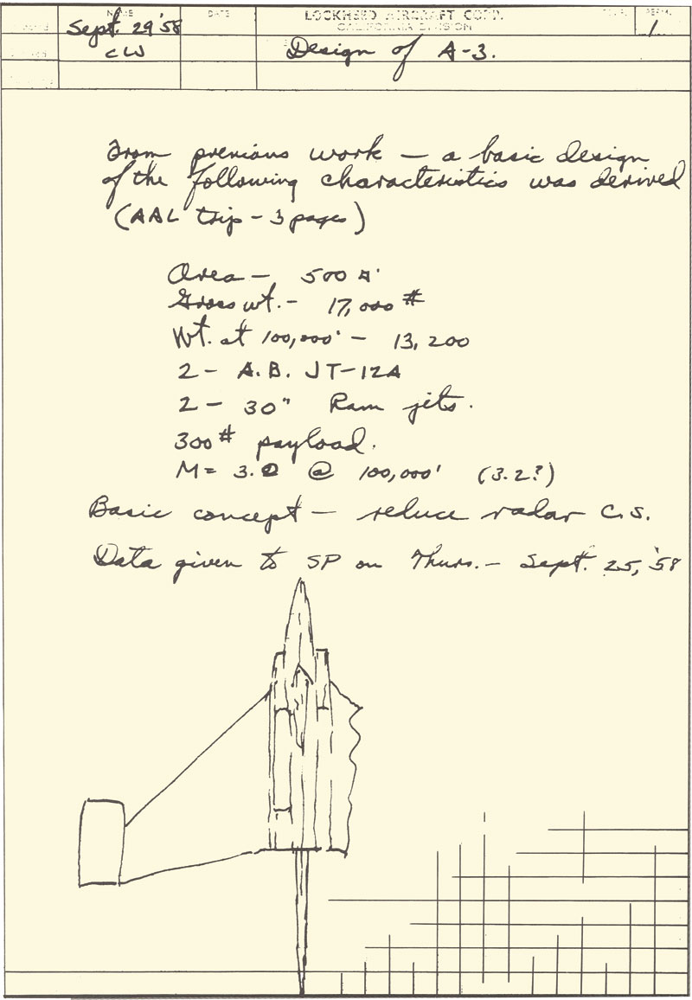 NAME
DATE
LOCKHEED AIRCRAFT CORP.
CALIFORNIA DIVISION
PERM.
Sept. 29 '58
1
CW
Design of A-3.
From previous work — a basic design
of the following characteristics was derived
(AAL trip - 3 pages)
Area — 500 □'
Gross wt. - 17,000 #
Wt. at 100,000' — 13,200
2 - A.B. JT-12A
2 - 30" Ram jets.
300 # payload.
M = 3.0 @ 100,000' (3.2?)
Basic concept — reduce radar c.s.
Data given to SP on Thurs. — Sept. 25, '58